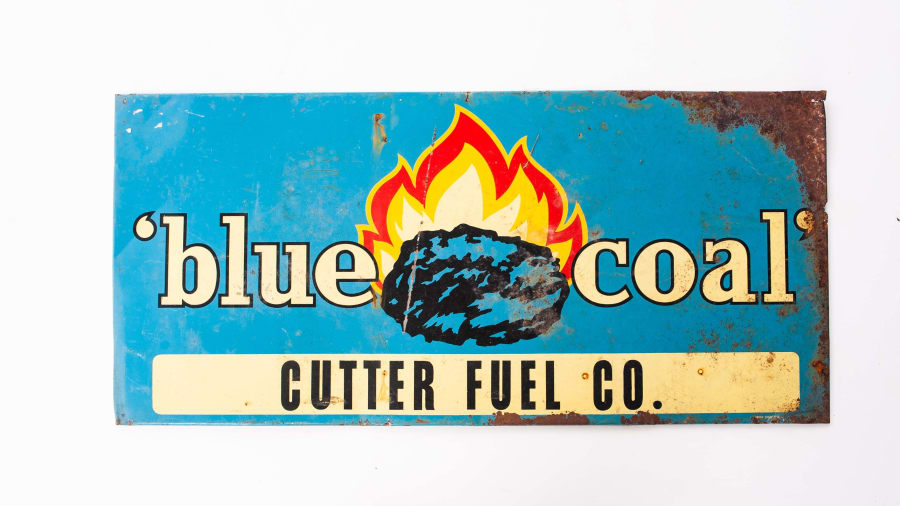 ‘blue coal’
CUTTER FUEL CO.